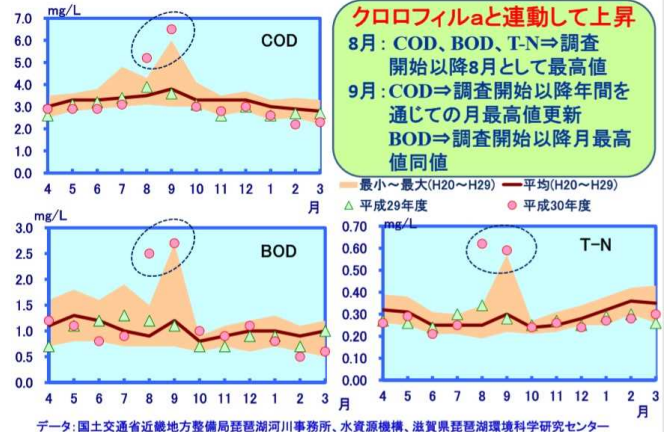 mg/L
COD
7.0
6.0
5.0
4.0
3.0
2.0
1.0
0.0
4 5 6 7 8 9 10 11 12 1 2 3
月
クロロフィルaと連動して上昇
8月: COD、BOD、T-N⇒調査
開始以降8月として最高値
9月:COD⇒調査開始以降年間を
通じての月最高値更新
BOD⇒調査開始以降月最高
値同値
最小~最大(H20~H29) 平均(H20~H29)
平成29年度 平成30年度
mg/L
BOD
3.0
2.5
2.0
1.5
1.0
0.5
0.0
4 5 6 7 8 9 10 11 12 1 2 3
月
mg/L
T-N
0.70
0.60
0.50
0.40
0.30
0.20
0.10
0.00
4 5 6 7 8 9 10 11 12 1 2 3
月
データ:国土交通省近畿地方整備局琵琶湖河川事務所、水資源機構、滋賀県琵琶湖環境科学研究センター